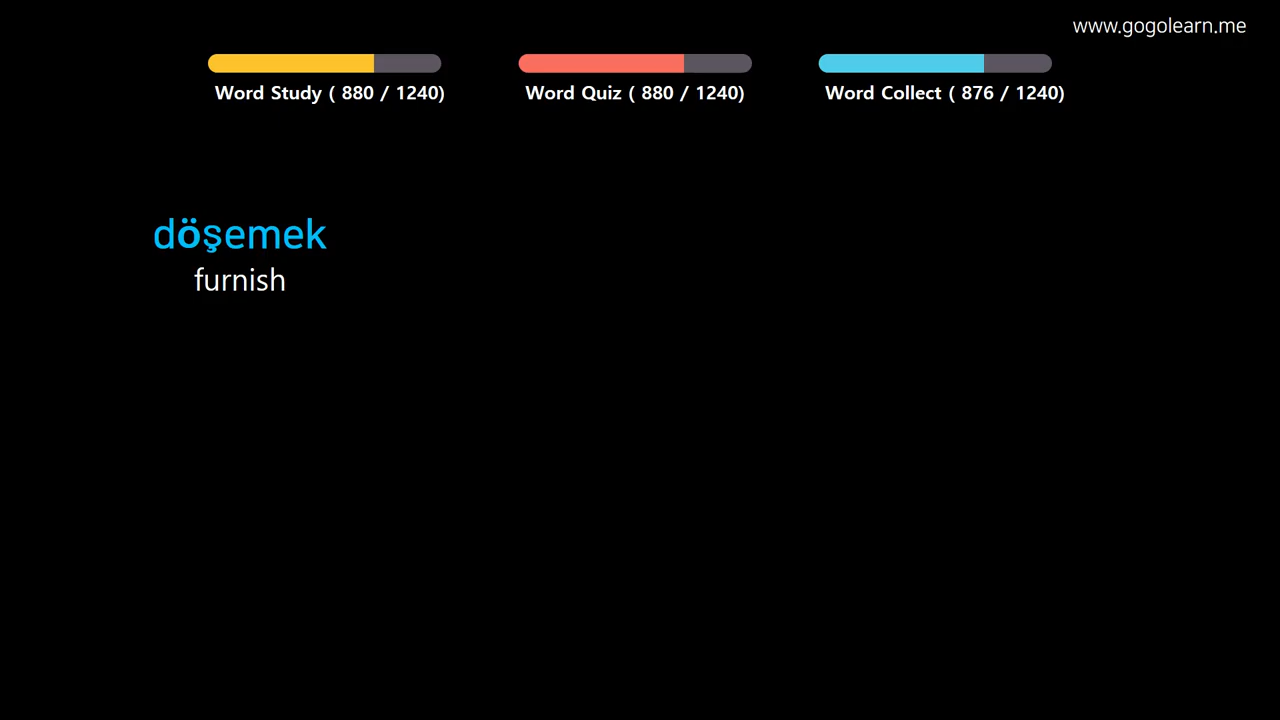 www.gogolearn.me
Word Study ( 880 / 1240)
Word Quiz ( 880 / 1240)
Word Collect ( 876 / 1240)
döşemek
furnish